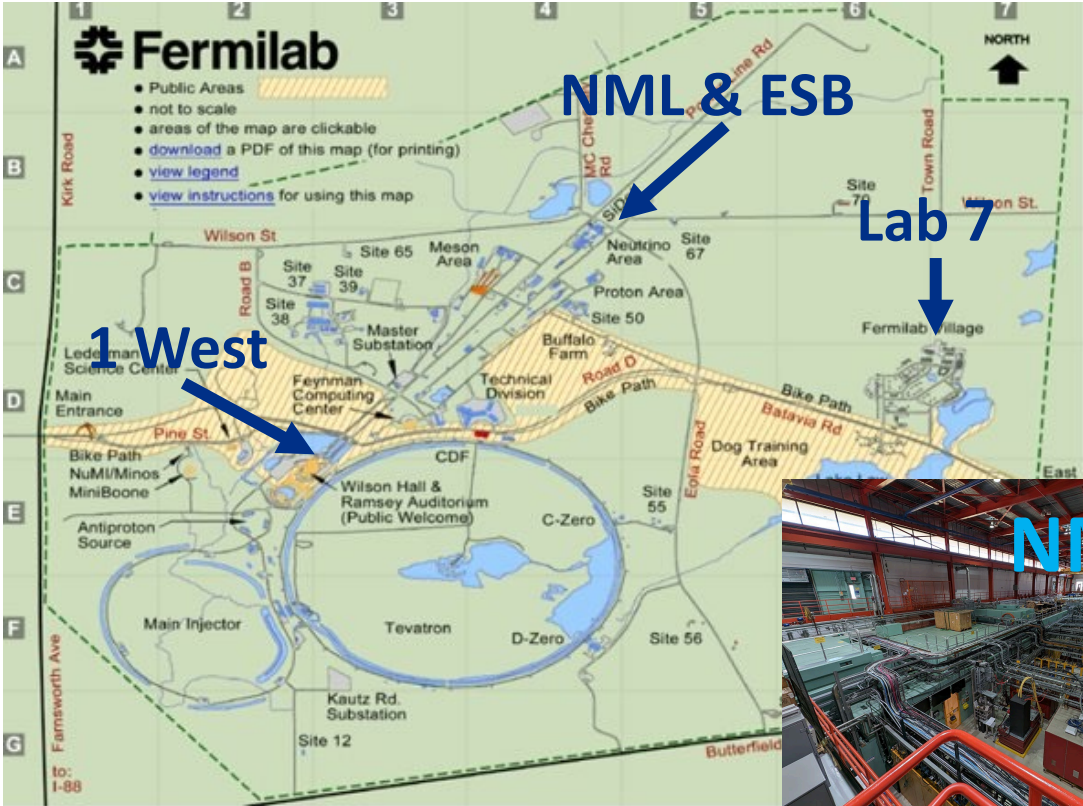 1 2 3 4 5 6 7
A
B
C
D
E
F
G
Fermilab
• Public Areas
• not to scale
• areas of the map are clickable
• download a PDF of this map (for printing)
• view legend
• view instructions for using this map
NORTH
NML & ESB
Lab 7
1 West
Kirk Road
Line Rd
Rd
Town Road
Wilson St.
Wilson St
Site
Site 65
Meson
Area
Neutrino
Area
Site
67
Site
37
Site
39
Site
38
Road B
Proton Area
Site 50
Master
Substation
Fermilab Village
Buffalo
Farm
Science Center
Feynman
Computing
Center
Technical
Division
Road D
Bike Path
Bike Path
Batavia Rd
Main
Entrance
Pine St.
Bike Path
NuMI/Minos
MiniBoone
CDF
Dog Training
Area
Eola Road
East
Wilson Hall &
Ramsey Auditorium
(Public Welcome)
Site
55
C-Zero
Antiproton
Source
Main Injector
Tevatron
D-Zero
Site 56
Kautz Rd.
Substation
Site 12
Farnsworth Ave
to:
I-88
Butterfield